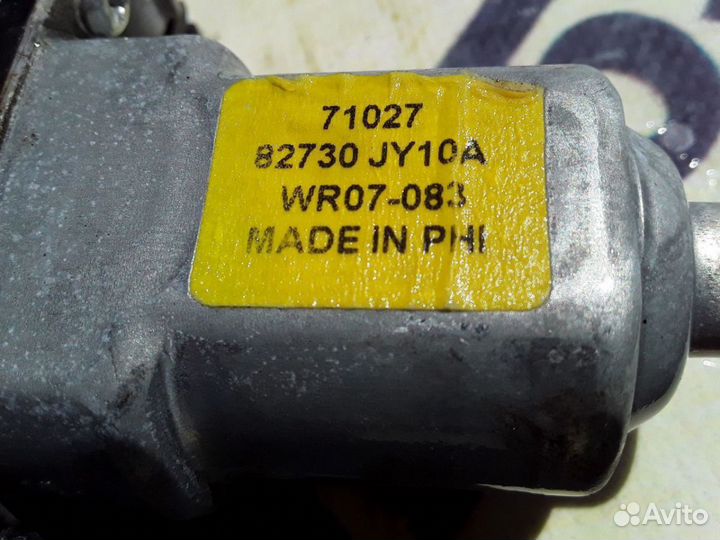 71027
82730 JY10A
WR07-083
MADE IN PHI
Avito